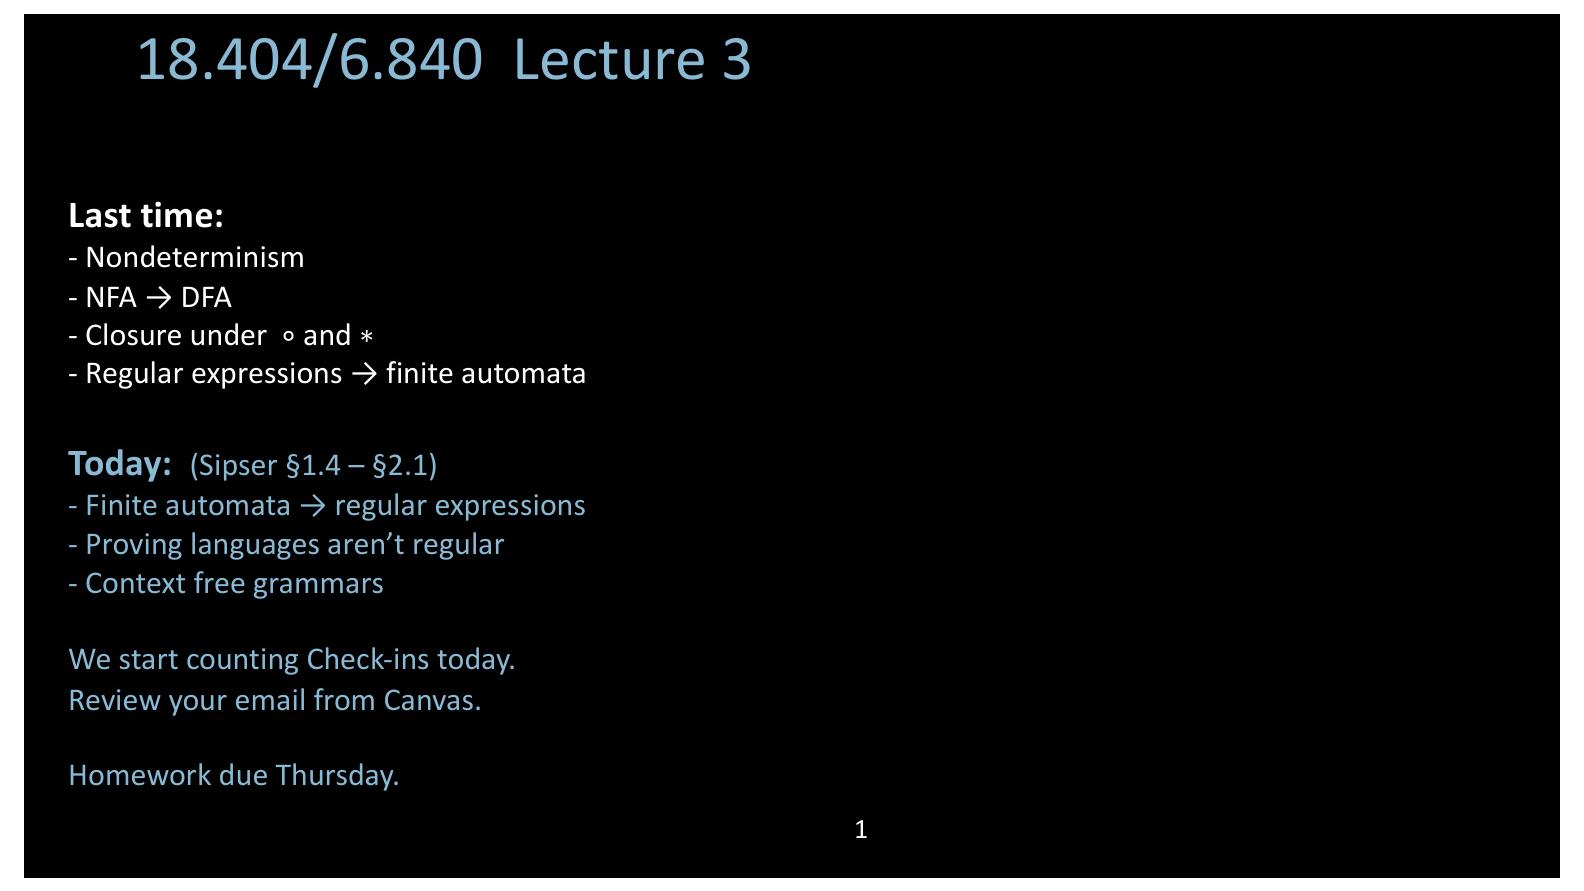 18.404/6.840 Lecture 3
Last time:
- Nondeterminism
- NFA → DFA
- Closure under ∘ and ∗
- Regular expressions → finite automata
Today: (Sipser §1.4 – §2.1)
- Finite automata → regular expressions
- Proving languages aren’t regular
- Context free grammars
We start counting Check-ins today.
Review your email from Canvas.
Homework due Thursday.
1